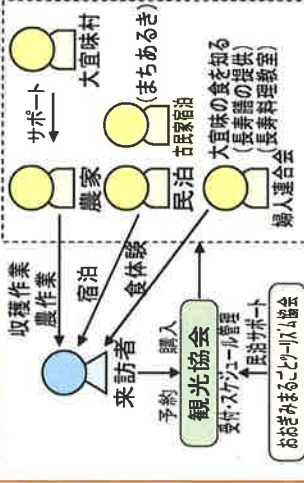 大宜味村
サポート
農家
古民家宿泊
(まちあるき)
民泊
大宜味の食を知る
(長寿膳の提供)
(長寿料理教室)
婦人連合会
収穫作業
農作業
宿泊
食体験
来訪者
予約
購入
観光協会
受付・スケジュール管理
民泊サポート
おおぎみまるごとツーリズム協会